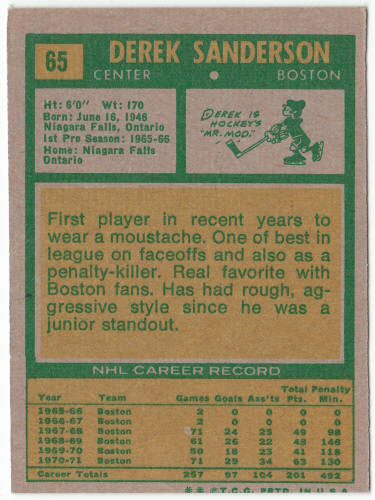 65 DEREK SANDERSON
CENTER BOSTON
Ht: 6'0" Wt: 170
Born: June 16, 1946
Niagara Falls, Ontario
1st Pro Season: 1965-66
Home: Niagara Falls
Ontario
DEREK IS
HOCKEY'S
"MR. MOD."
First player in recent years to
wear a moustache. One of best in
league on faceoffs and also as a
penalty-killer. Real favorite with
Boston fans. Has had rough, ag-
gressive style since he was a
junior standout.
NHL CAREER RECORD
Total Penalty
Year Team Games Goals Ass'ts Pts. Min.
1965-66 Boston 2 0 0 0 0
1966-67 Boston 2 0 0 0 0
1967-68 Boston 71 24 25 49 98
1968-69 Boston 61 26 22 48 146
1969-70 Boston 50 18 23 41 118
1970-71 Boston 71 29 34 63 130
Career Totals 257 97 104 201 492
** © T.C.G. PRTD. IN U.S.A.